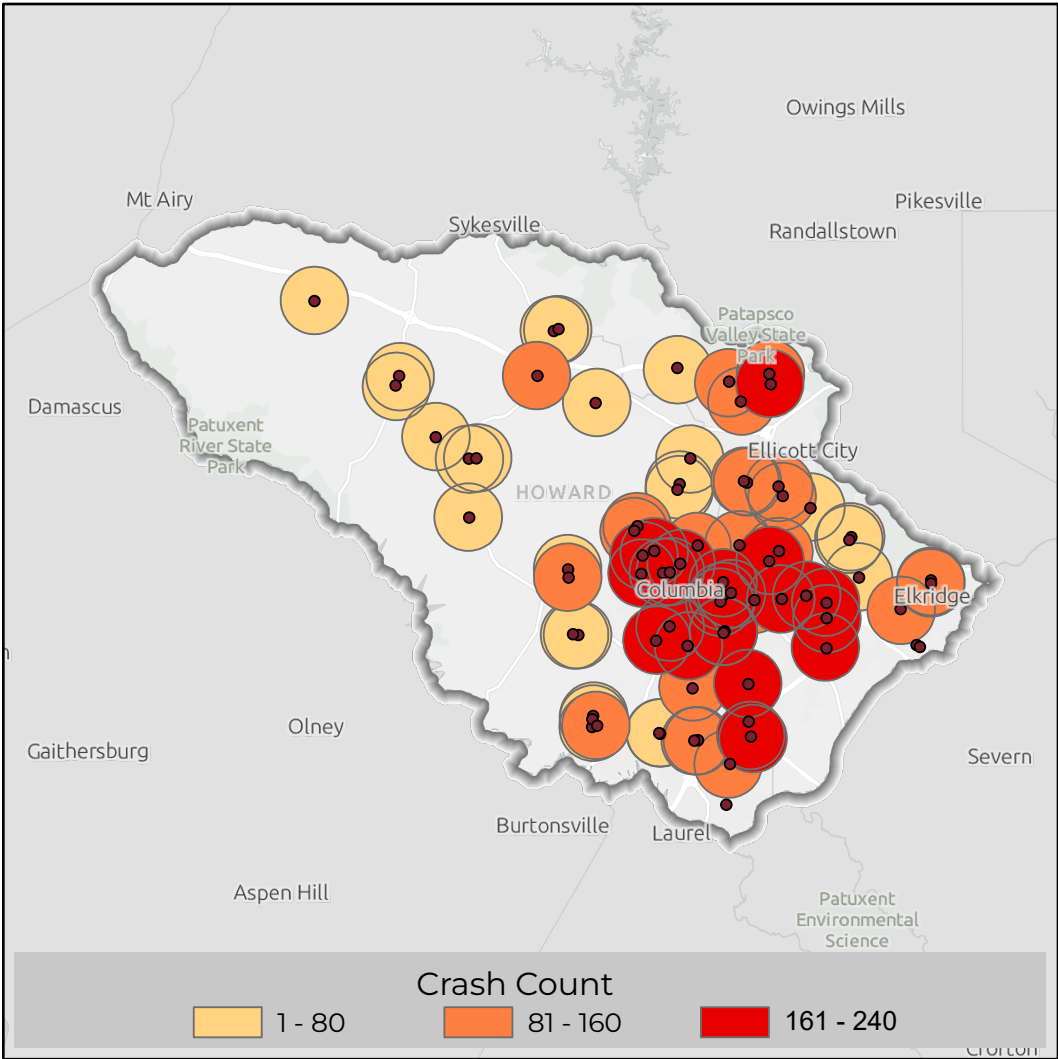 Owings Mills
Mt Airy
Pikesville
Sykesville
Randallstown
Patapsco
Valley State
Park
Damascus
Patuxent
River State
Park
Ellicott City
HOWARD
Columbia
Elkridge
Olney
Gaithersburg
Severn
Burtonsville
Laurel
Aspen Hill
Patuxent
Environmental
Science
Crash Count
1 - 80
81 - 160
161 - 240
Crofton